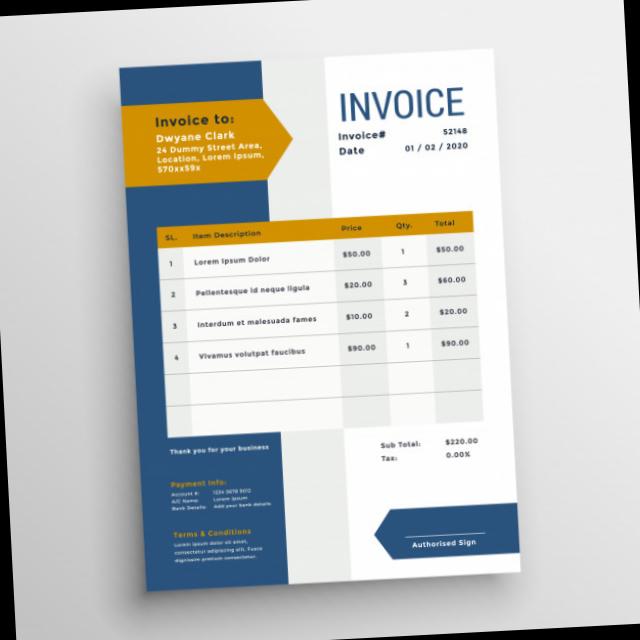 INVOICE
Invoice to:
Dwyane Clark
24 Dummy Street Area,
Location, Lorem Ipsum,
570xx59x
Invoice# 52148
Date 01 / 02 / 2020
SL. Item Description Price Qty. Total
1 Lorem Ipsum Dolor $50.00 1 $50.00
2 Pellentesque id neque ligula $20.00 3 $60.00
3 Interdum et malesuada fames $10.00 2 $20.00
4 Vivamus volutpat faucibus $90.00 1 $90.00
Sub Total: $220.00
Tax: 0.00%
Thank you for your business
Payment Info:
Account #: 1234 5678 9012
A/C Name: Lorem Ipsum
Bank Details: Add your bank details
Terms & Conditions
Lorem ipsum dolor sit amet,
consectetur adipiscing elit. Fusce
dignissim pretium consectetur.
Authorised Sign